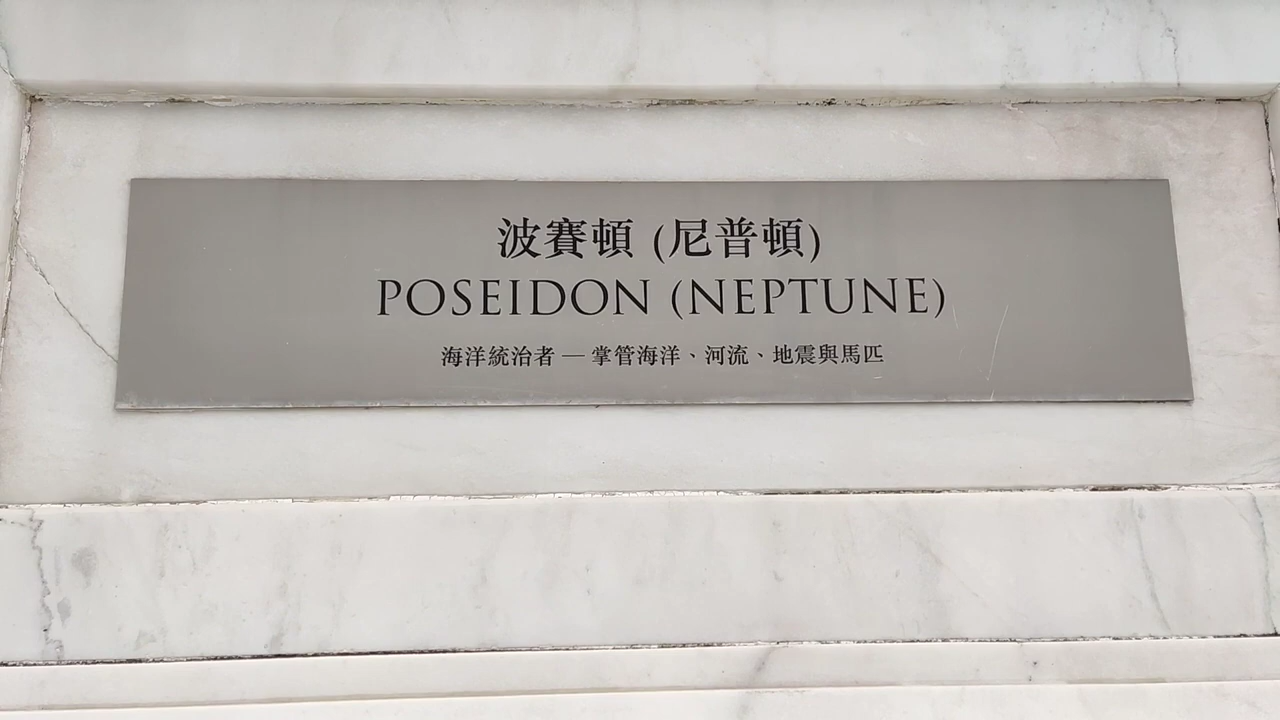 波賽頓 (尼普頓)
POSEIDON (NEPTUNE)
海洋統治者 — 掌管海洋、河流、地震與馬匹